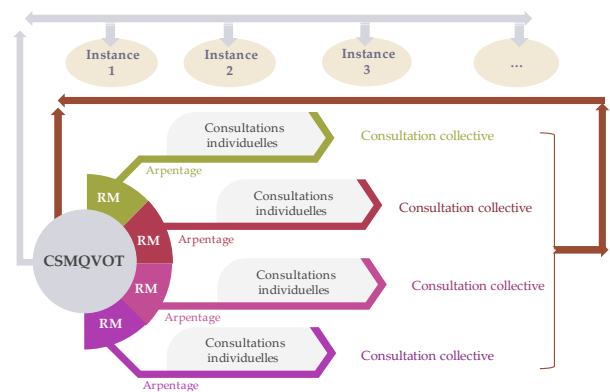 Instance
1
Instance
2
Instance
3
...
Consultations
individuelles
Consultation collective
Arpentage
RM
Consultations
individuelles
Consultation collective
Arpentage
RM
CSMQVOT
Consultations
individuelles
Consultation collective
RM
Arpentage
RM
Consultations
individuelles
Consultation collective
Arpentage